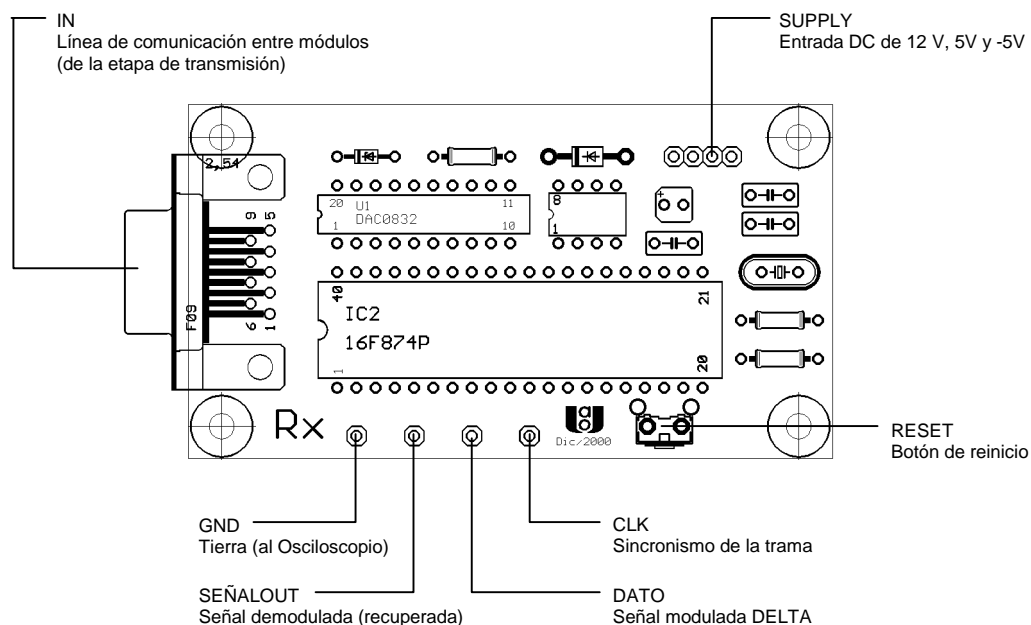 IN
Línea de comunicación entre módulos
(de la etapa de transmisión)
SUPPLY
Entrada DC de 12 V, 5V y -5V
2,54
20 U1 11
DAC0832
1 10
8
1
9 5
6 1
F09
40 21
IC2
16F874P
1 20
Rx
Dic/2000
RESET
Botón de reinicio
GND
Tierra (al Osciloscopio)
CLK
Sincronismo de la trama
SEÑALOUT
Señal demodulada (recuperada)
DATO
Señal modulada DELTA